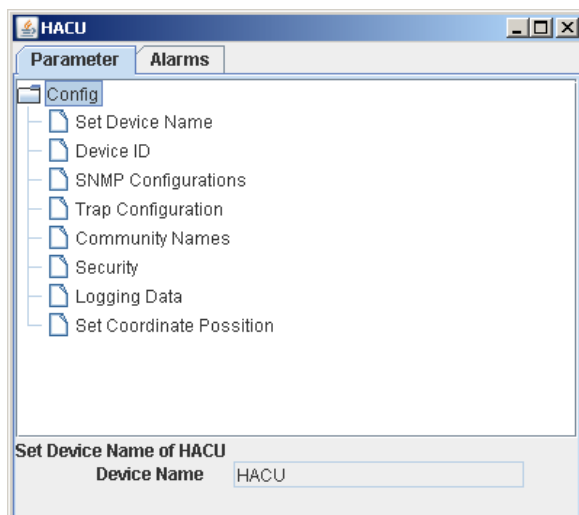 HACU
Parameter Alarms
Config
Set Device Name
Device ID
SNMP Configurations
Trap Configuration
Community Names
Security
Logging Data
Set Coordinate Possition
Set Device Name of HACU
Device Name HACU